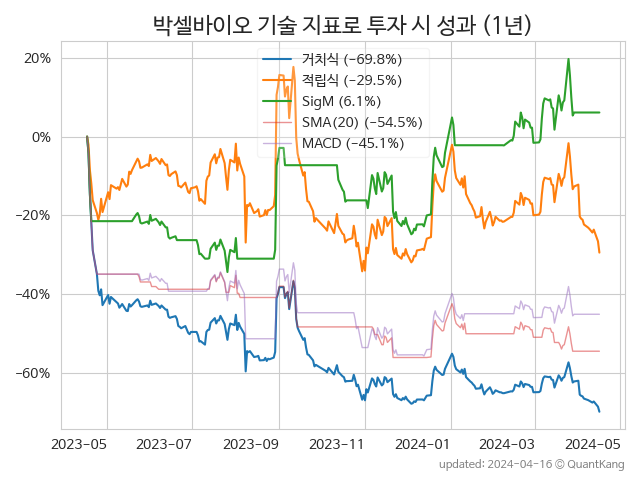 박셀바이오 기술 지표로 투자 시 성과 (1년)
거치식 (−69.8%)
적립식 (−29.5%)
SigM (6.1%)
SMA(20) (−54.5%)
MACD (−45.1%)
20%
0%
−20%
−40%
−60%
2023-05 2023-07 2023-09 2023-11 2024-01 2024-03 2024-05
updated: 2024-04-16 © QuantKang